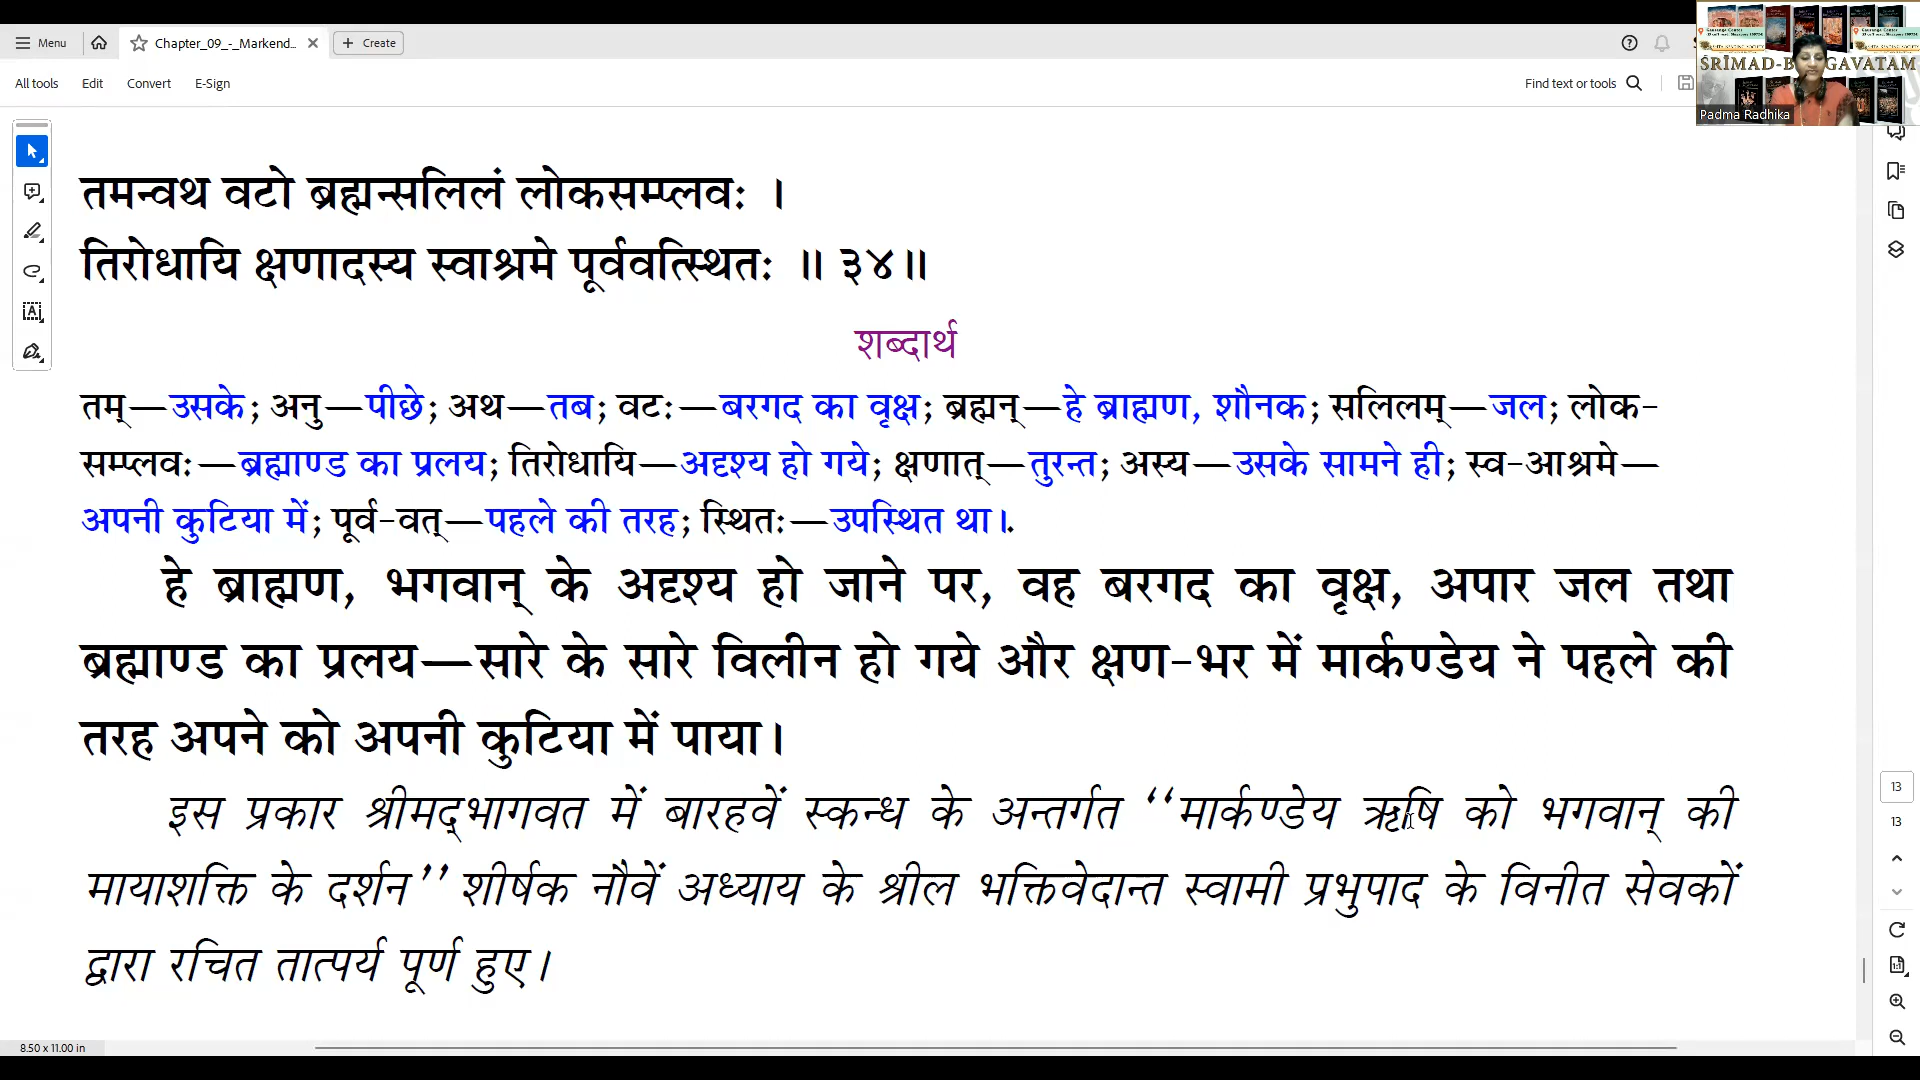 Menu
Chapter_09_-_Markend...
Create
All tools
Edit
Convert
E-Sign
Find text or tools
ŚRĪMAD-BHĀGAVATAM
Padma Radhika
तमन्वथ वटो ब्रह्मन्सलिलं लोकसम्प्लवः ।
तिरोधायि क्षणादस्य स्वाश्रमे पूर्ववत्स्थितः ॥ ३४॥
शब्दार्थ
तम्—उसके; अनु—पीछे; अथ—तब; वटः—बरगद का वृक्ष; ब्रह्मन्—हे ब्राह्मण, शौनक; सलिलम्—जल; लोक-
सम्प्लवः—ब्रह्माण्ड का प्रलय; तिरोधायि—अदृश्य हो गये; क्षणात्—तुरन्त; अस्य—उसके सामने ही; स्व-आश्रमे—
अपनी कुटिया में; पूर्व-वत्—पहले की तरह; स्थितः—उपस्थित था।.
हे ब्राह्मण, भगवान् के अदृश्य हो जाने पर, वह बरगद का वृक्ष, अपार जल तथा
ब्रह्माण्ड का प्रलय—सारे के सारे विलीन हो गये और क्षण-भर में मार्कण्डेय ने पहले की
तरह अपने को अपनी कुटिया में पाया।
इस प्रकार श्रीमद्भागवत में बारहवें स्कन्ध के अन्तर्गत ‘‘मार्कण्डेय ऋषि को भगवान् की
मायाशक्ति के दर्शन’’ शीर्षक नौवें अध्याय के श्रील भक्तिवेदान्त स्वामी प्रभुपाद के विनीत सेवकों
द्वारा रचित तात्पर्य पूर्ण हुए।
13
13
8.50 x 11.00 in